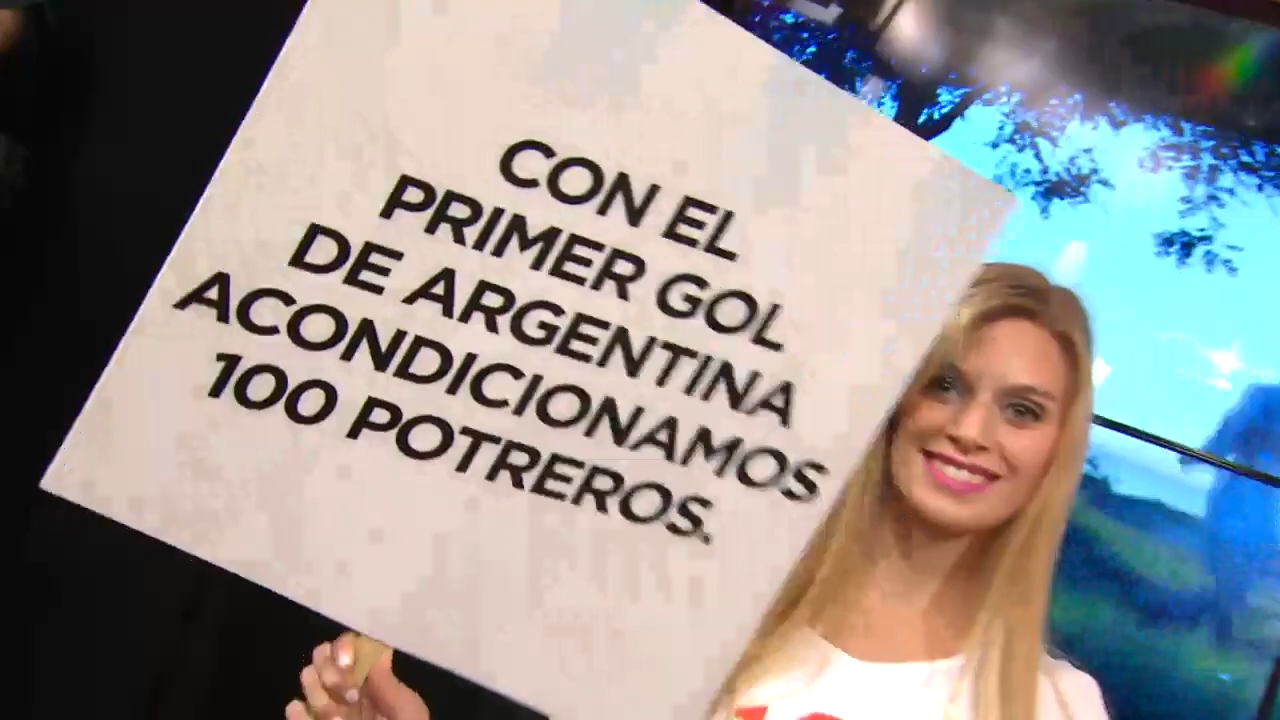 CON EL
PRIMER GOL
DE ARGENTINA
ACONDICIONAMOS
100 POTREROS.